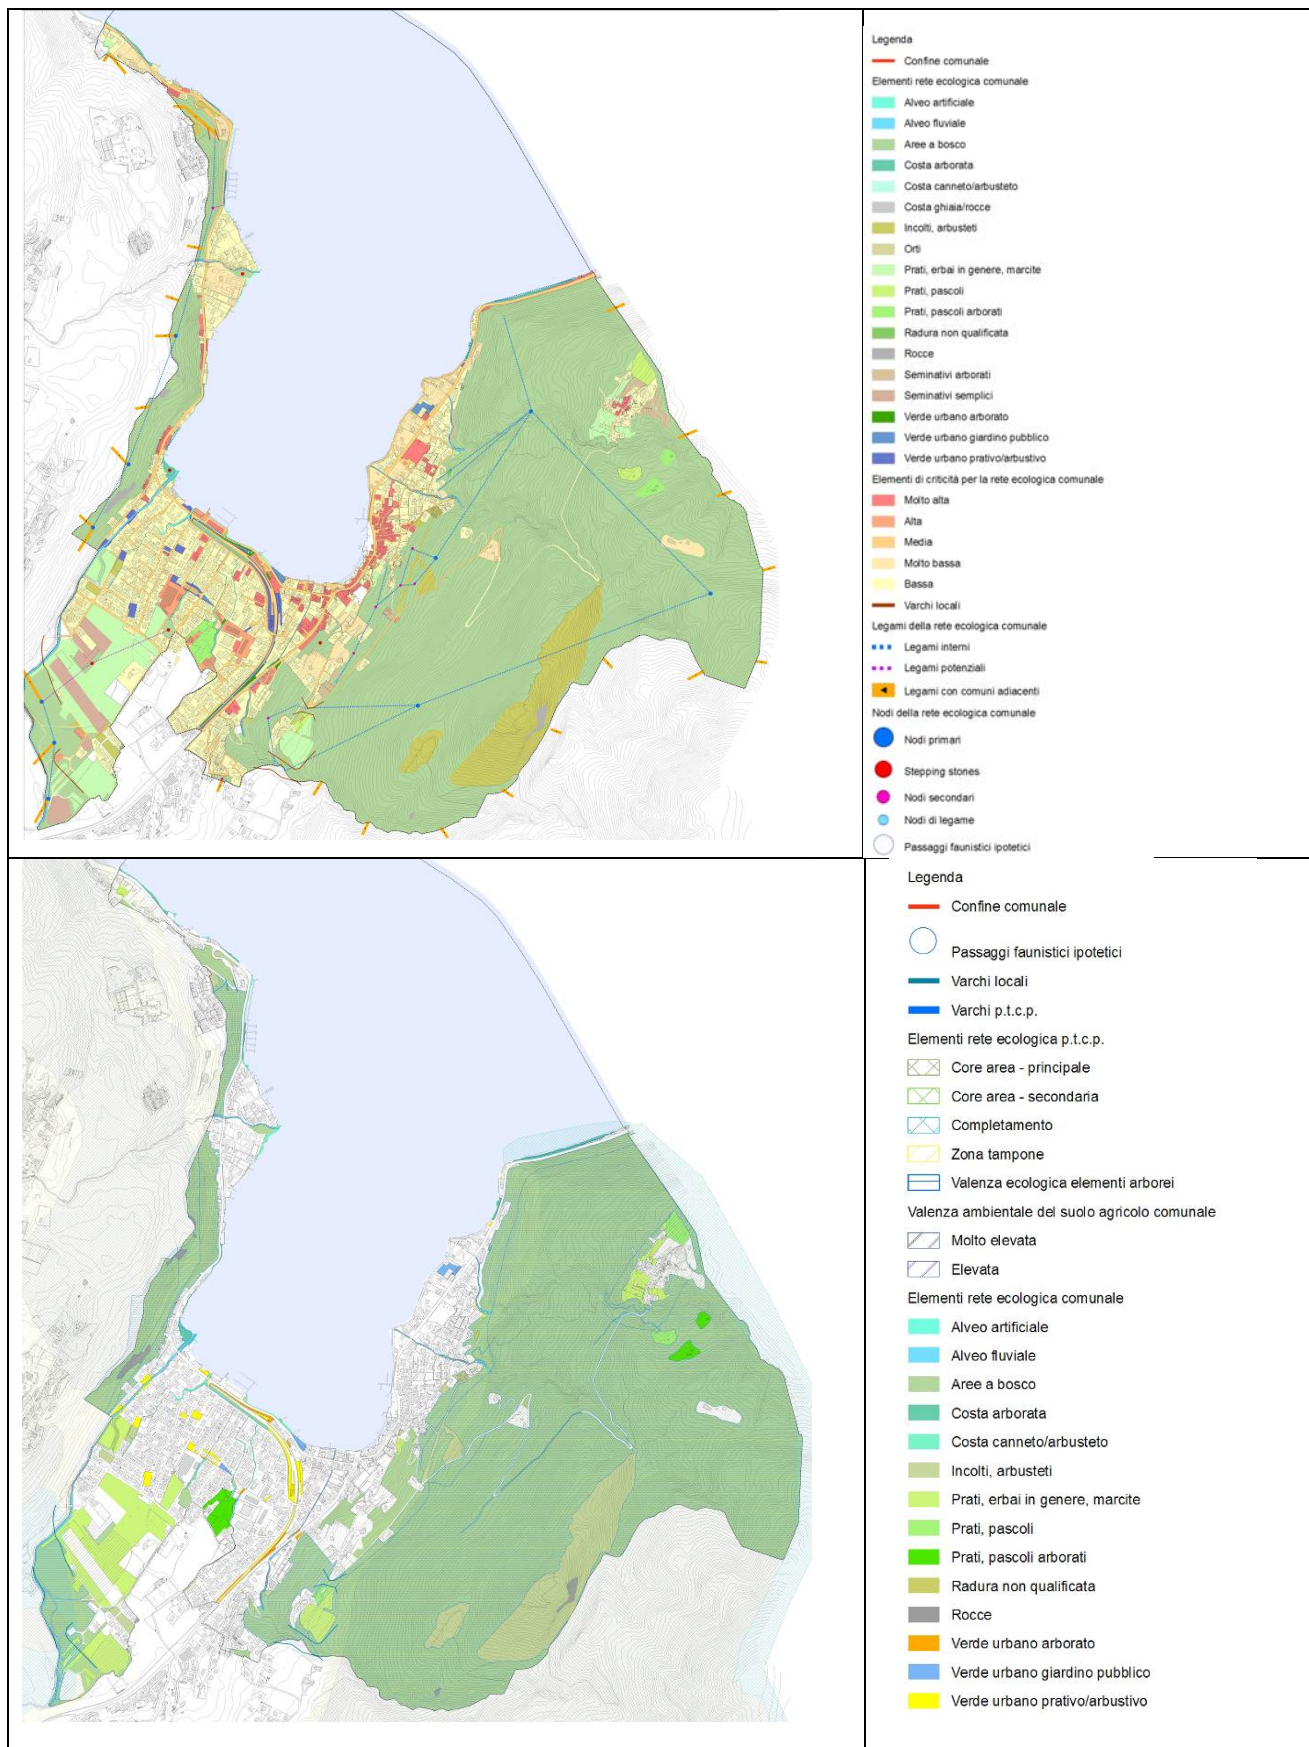 Legenda
Confine comunale
Elementi rete ecologica comunale
Alveo artificiale
Alveo fluviale
Aree a bosco
Costa arborata
Costa canneto/arbusteto
Costa ghiaia/rocce
Incolti, arbusteti
Orti
Prati, erbai in genere, marcite
Prati, pascoli
Prati, pascoli arborati
Radura non qualificata
Rocce
Seminativi arborati
Seminativi semplici
Verde urbano arborato
Verde urbano giardino pubblico
Verde urbano prativo/arbustivo
Elementi di criticità per la rete ecologica comunale
Molto alta
Alta
Media
Molto bassa
Bassa
Varchi locali
Legami della rete ecologica comunale
Legami interni
Legami potenziali
Legami con comuni adiacenti
Nodi della rete ecologica comunale
Nodi primari
Stepping stones
Nodi secondari
Nodi di legame
Passaggi faunistici ipotetici
Legenda
Confine comunale
Passaggi faunistici ipotetici
Varchi locali
Varchi p.t.c.p.
Elementi rete ecologica p.t.c.p.
Core area - principale
Core area - secondaria
Completamento
Zona tampone
Valenza ecologica elementi arborei
Valenza ambientale del suolo agricolo comunale
Molto elevata
Elevata
Elementi rete ecologica comunale
Alveo artificiale
Alveo fluviale
Aree a bosco
Costa arborata
Costa canneto/arbusteto
Incolti, arbusteti
Prati, erbai in genere, marcite
Prati, pascoli
Prati, pascoli arborati
Radura non qualificata
Rocce
Verde urbano arborato
Verde urbano giardino pubblico
Verde urbano prativo/arbustivo